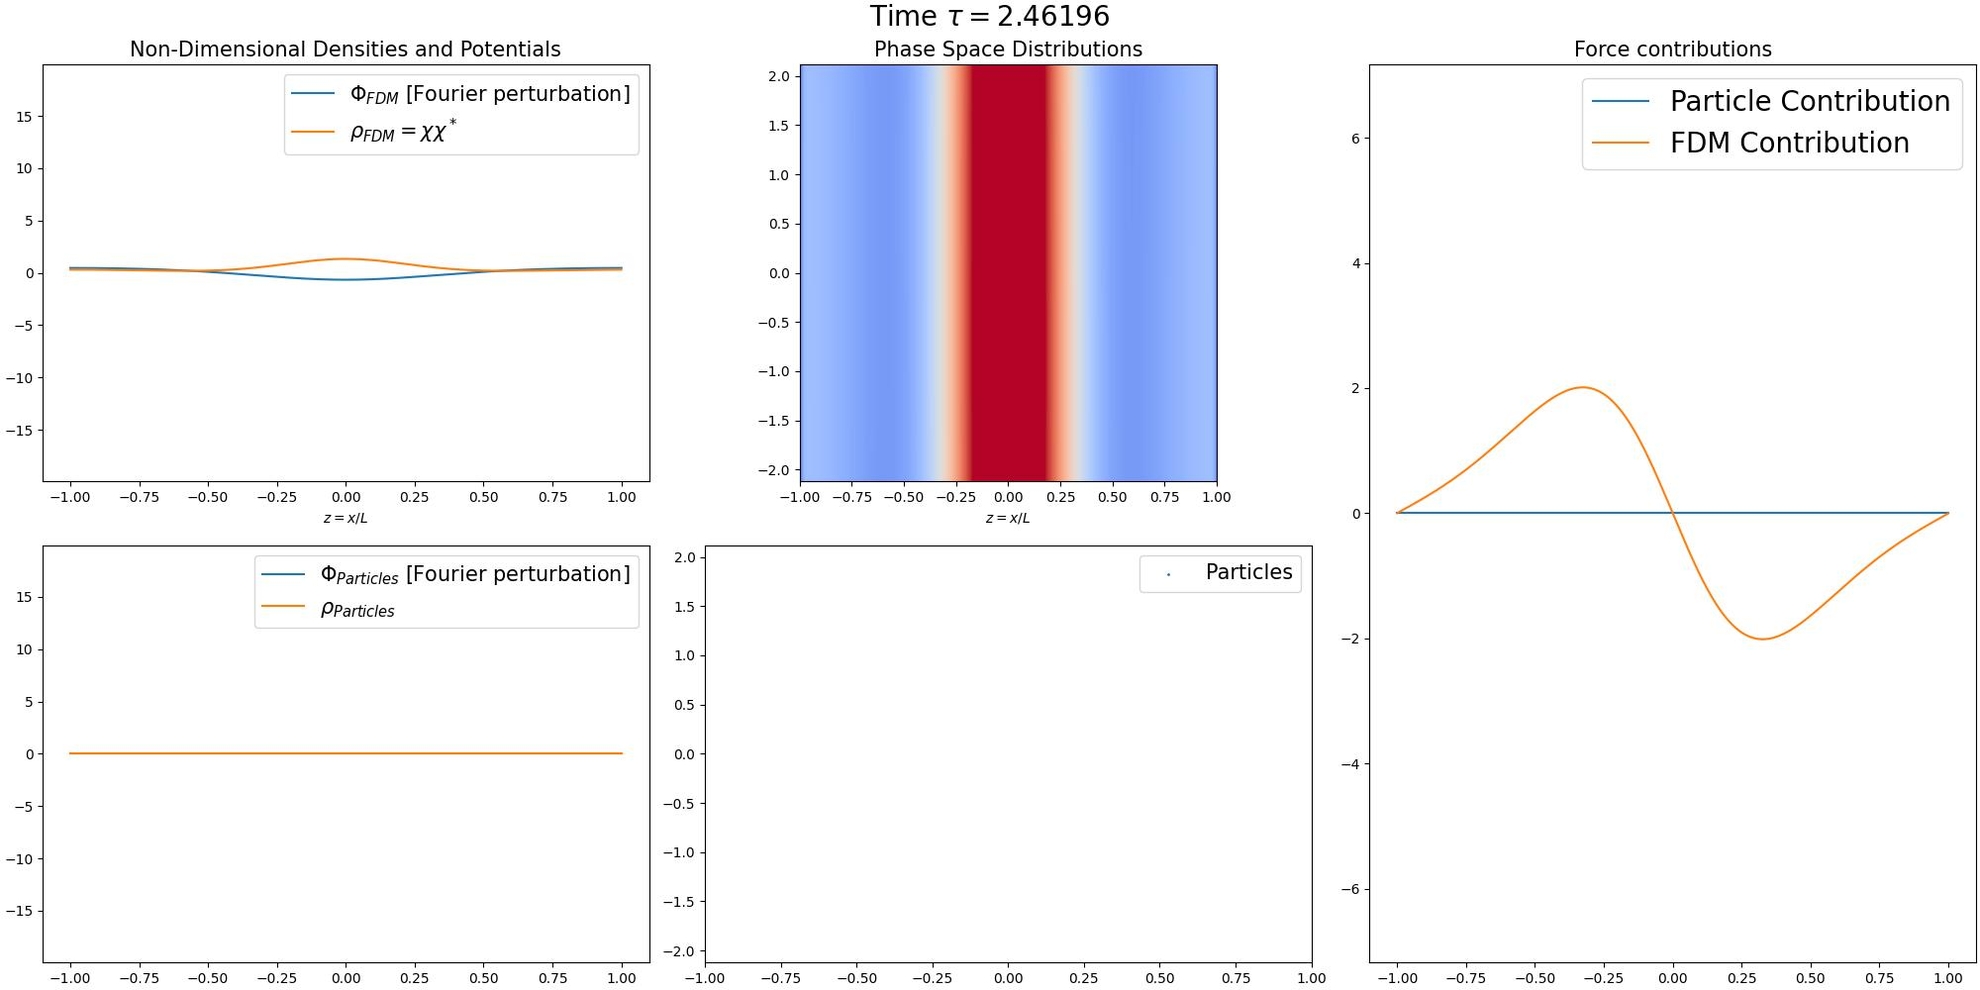 Time τ = 2.46196
Non-Dimensional Densities and Potentials
Φ_FDM [Fourier perturbation]
ρ_FDM = χχ*
15
10
5
0
−5
−10
−15
−1.00 −0.75 −0.50 −0.25 0.00 0.25 0.50 0.75 1.00
z = x/L
Phase Space Distributions
2.0
1.5
1.0
0.5
0.0
−0.5
−1.0
−1.5
−2.0
−1.00 −0.75 −0.50 −0.25 0.00 0.25 0.50 0.75 1.00
z = x/L
Force contributions
Particle Contribution
FDM Contribution
6
4
2
0
−2
−4
−6
−1.00 −0.75 −0.50 −0.25 0.00 0.25 0.50 0.75 1.00
Φ_Particles [Fourier perturbation]
ρ_Particles
15
10
5
0
−5
−10
−15
−1.00 −0.75 −0.50 −0.25 0.00 0.25 0.50 0.75 1.00
Particles
2.0
1.5
1.0
0.5
0.0
−0.5
−1.0
−1.5
−2.0
−1.00 −0.75 −0.50 −0.25 0.00 0.25 0.50 0.75 1.00